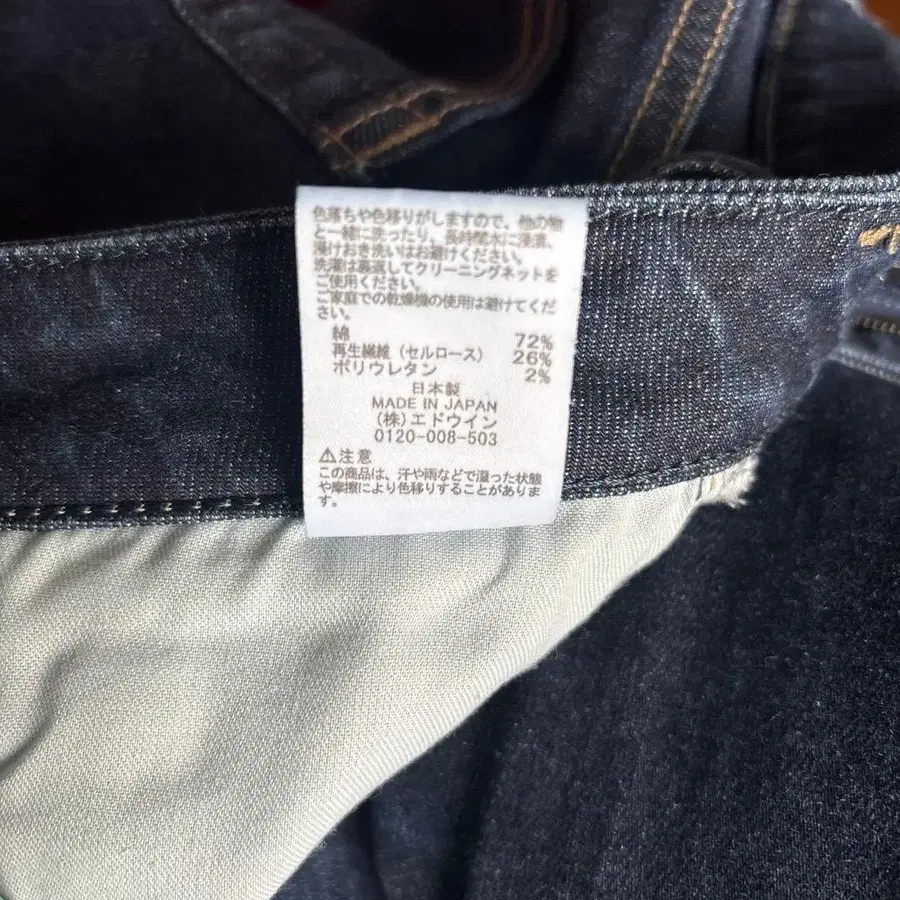 色落ちや色移りがしますので、他の物
と一緒に洗ったり、長時間水に浸漬、
漬けおき洗いはお避けください。
洗濯は裏返してクリーニングネットを
ご使用ください。
ご家庭での乾燥機の使用は避けてくだ
さい。
綿 72%
再生繊維（セルロース） 26%
ポリウレタン 2%
日本製
MADE IN JAPAN
(株)エドウイン
0120-008-503
⚠注意
この商品は、汗や雨などで湿った状態
や摩擦により色移りすることがありま
す。